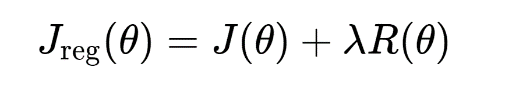 J_reg(θ) = J(θ) + λR(θ)